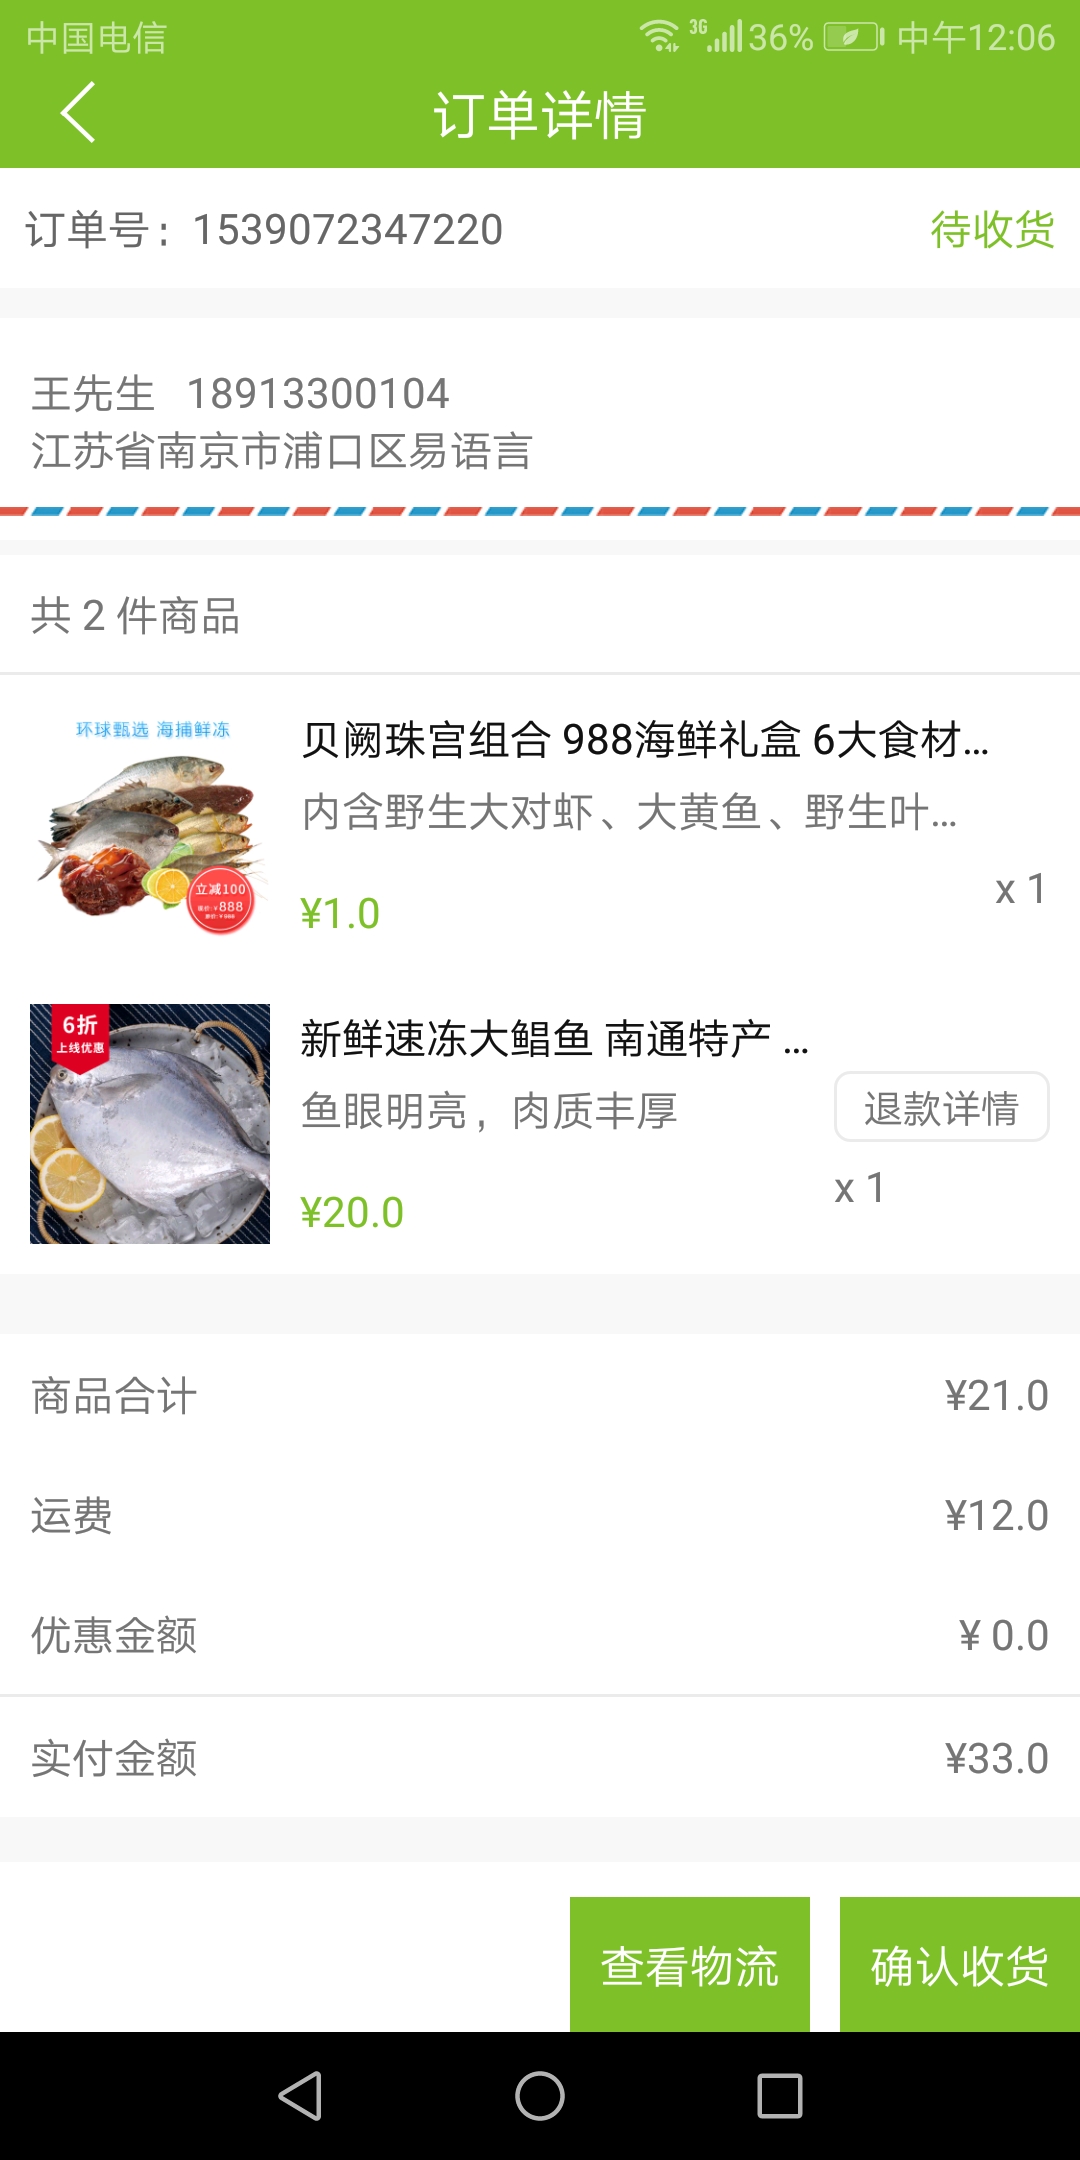 中国电信 3G 36% 中午12:06
订单详情
订单号：1539072347220 待收货
王先生 18913300104
江苏省南京市浦口区易语言
共 2 件商品
环球甄选 海捕鲜冻
立减100
¥888
贝阙珠宫组合 988海鲜礼盒 6大食材...
内含野生大对虾、大黄鱼、野生叶...
¥1.0 x 1
6折
上线优惠
新鲜速冻大鲳鱼 南通特产 ...
鱼眼明亮，肉质丰厚 退款详情
¥20.0 x 1
商品合计 ¥21.0
运费 ¥12.0
优惠金额 ¥ 0.0
实付金额 ¥33.0
查看物流 确认收货